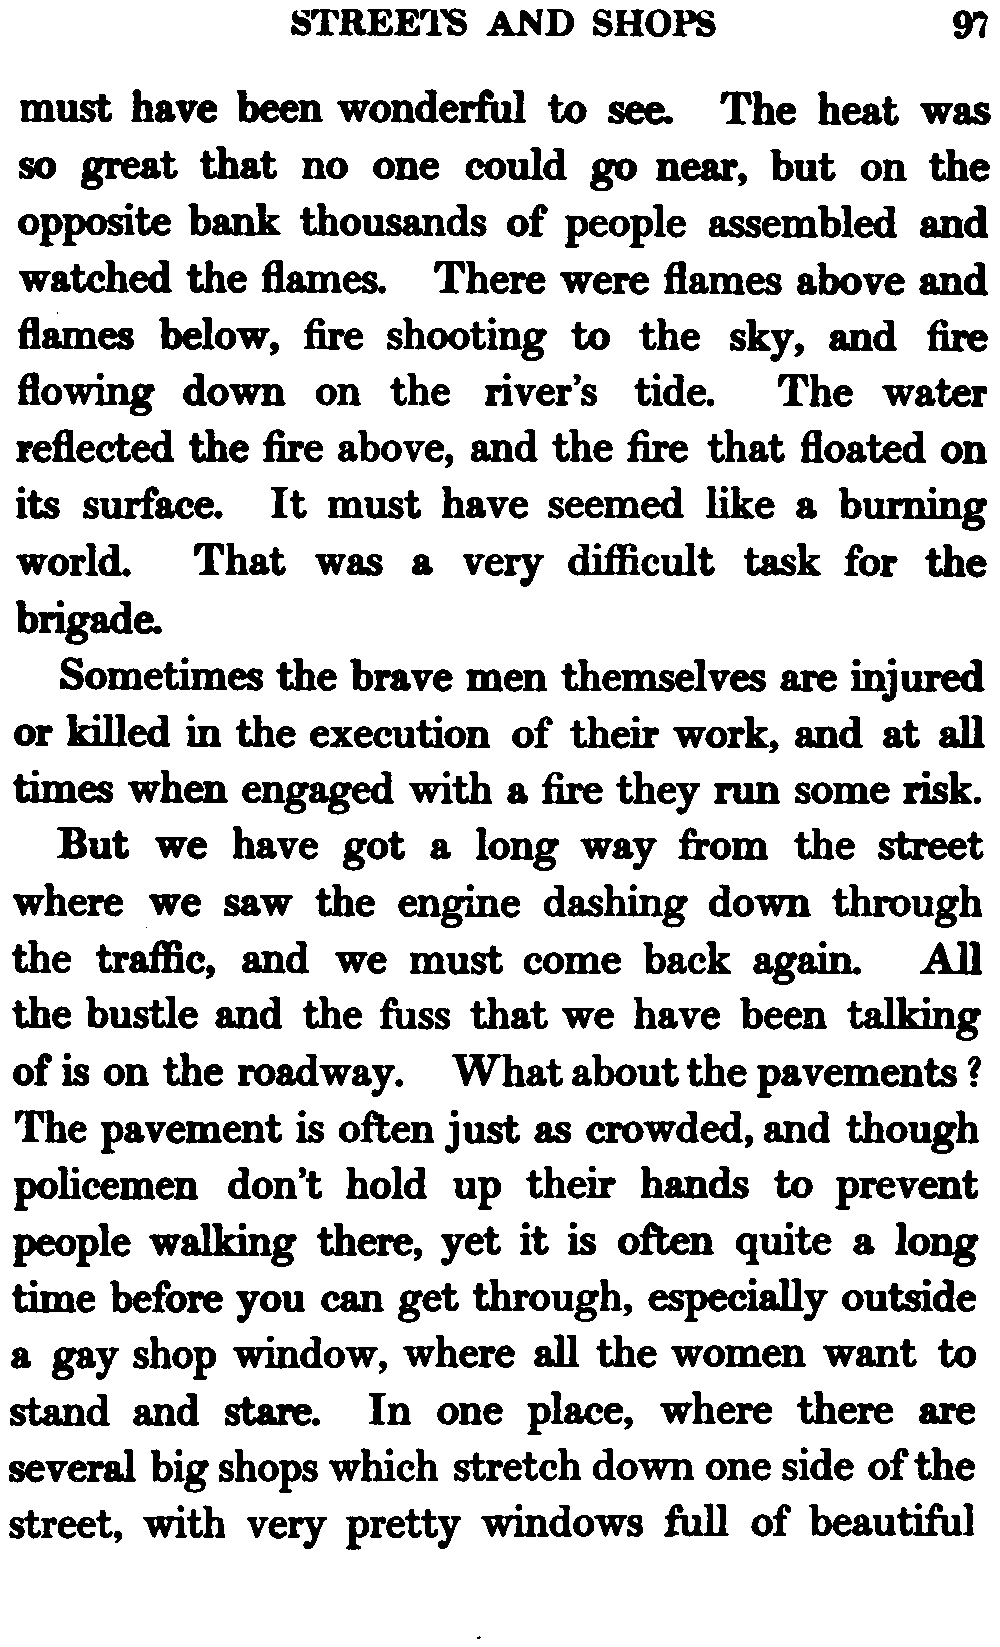 STREETS AND SHOPS 97
must have been wonderful to see. The heat was
so great that no one could go near, but on the
opposite bank thousands of people assembled and
watched the flames. There were flames above and
flames below, fire shooting to the sky, and fire
flowing down on the river's tide. The water
reflected the fire above, and the fire that floated on
its surface. It must have seemed like a burning
world. That was a very difficult task for the
brigade.
Sometimes the brave men themselves are injured
or killed in the execution of their work, and at all
times when engaged with a fire they run some risk.
But we have got a long way from the street
where we saw the engine dashing down through
the traffic, and we must come back again. All
the bustle and the fuss that we have been talking
of is on the roadway. What about the pavements?
The pavement is often just as crowded, and though
policemen don't hold up their hands to prevent
people walking there, yet it is often quite a long
time before you can get through, especially outside
a gay shop window, where all the women want to
stand and stare. In one place, where there are
several big shops which stretch down one side of the
street, with very pretty windows full of beautiful